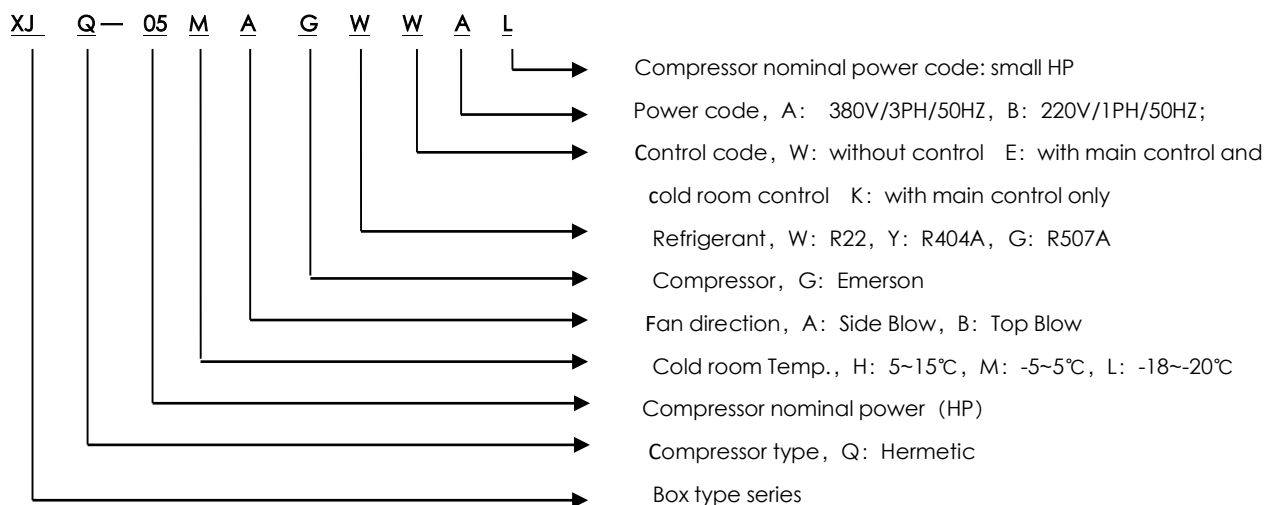 XJ Q— 05 M A G W W A L
Compressor nominal power code: small HP
Power code, A: 380V/3PH/50HZ, B: 220V/1PH/50HZ;
Control code, W: without control E: with main control and
cold room control K: with main control only
Refrigerant, W: R22, Y: R404A, G: R507A
Compressor, G: Emerson
Fan direction, A: Side Blow, B: Top Blow
Cold room Temp., H: 5~15℃, M: -5~5℃, L: -18~-20℃
Compressor nominal power (HP)
Compressor type, Q: Hermetic
Box type series